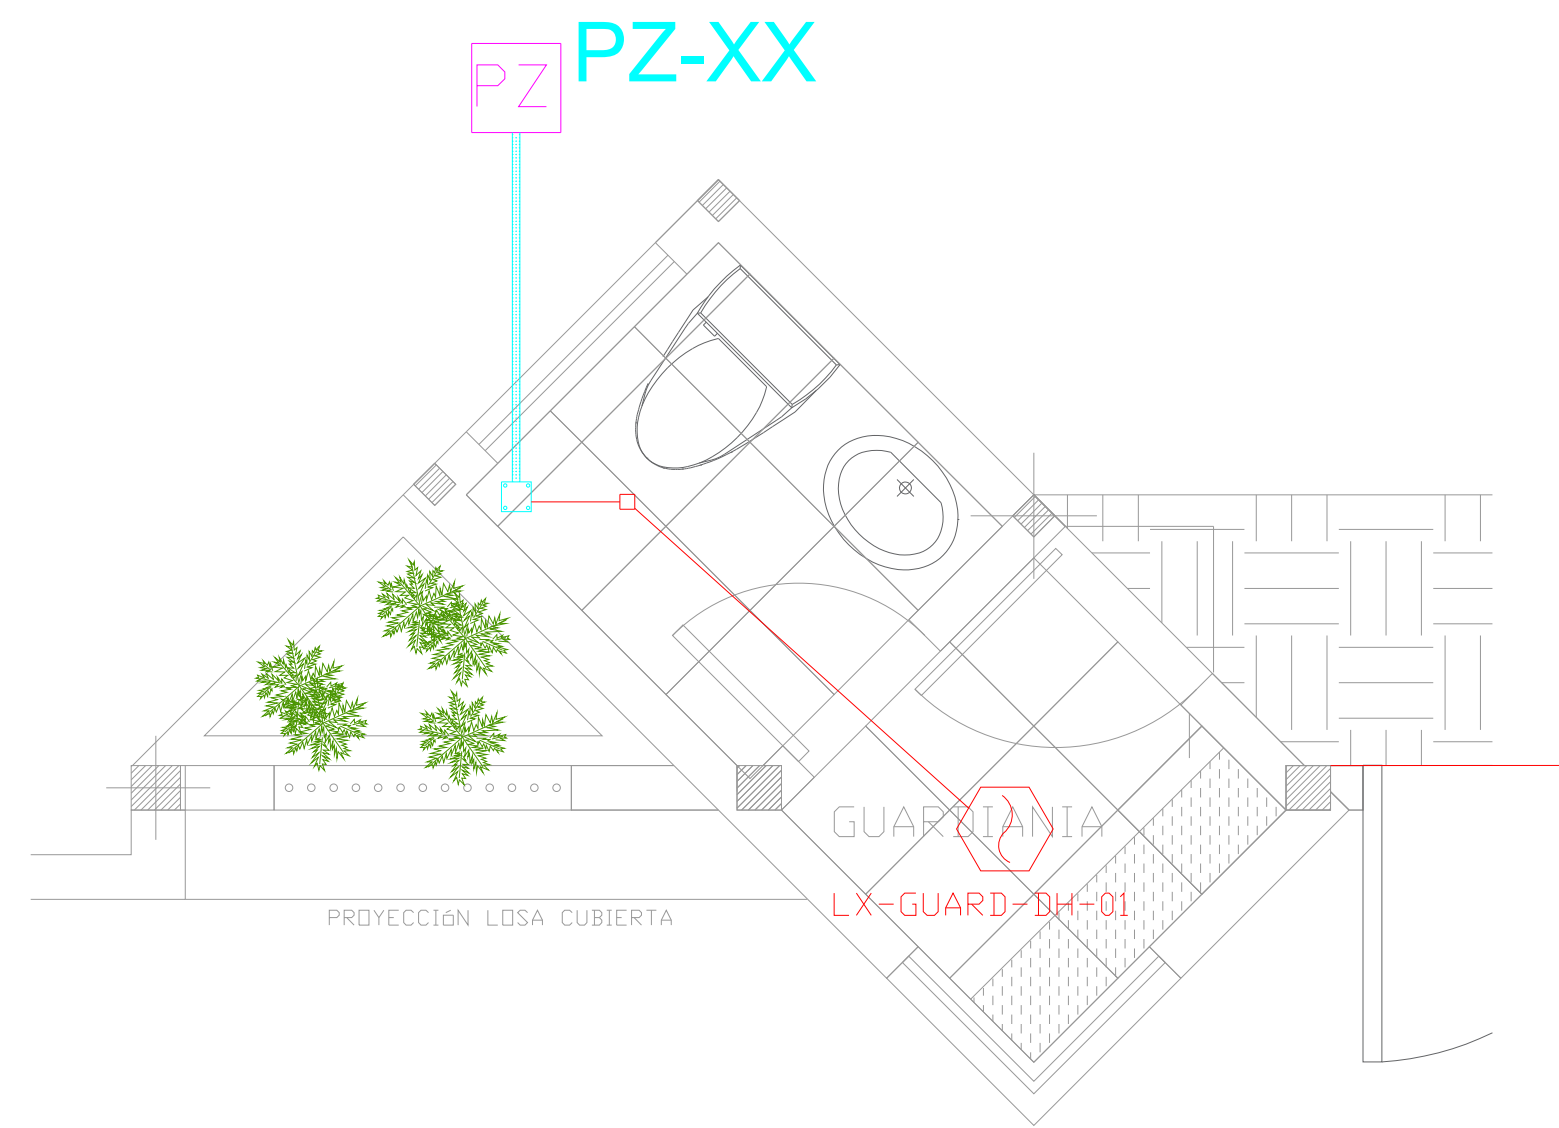 PZ-XX
PZ
GUARDIANIA
LX-GUARD-DH-01
PROYECCIóN LOSA CUBIERTA